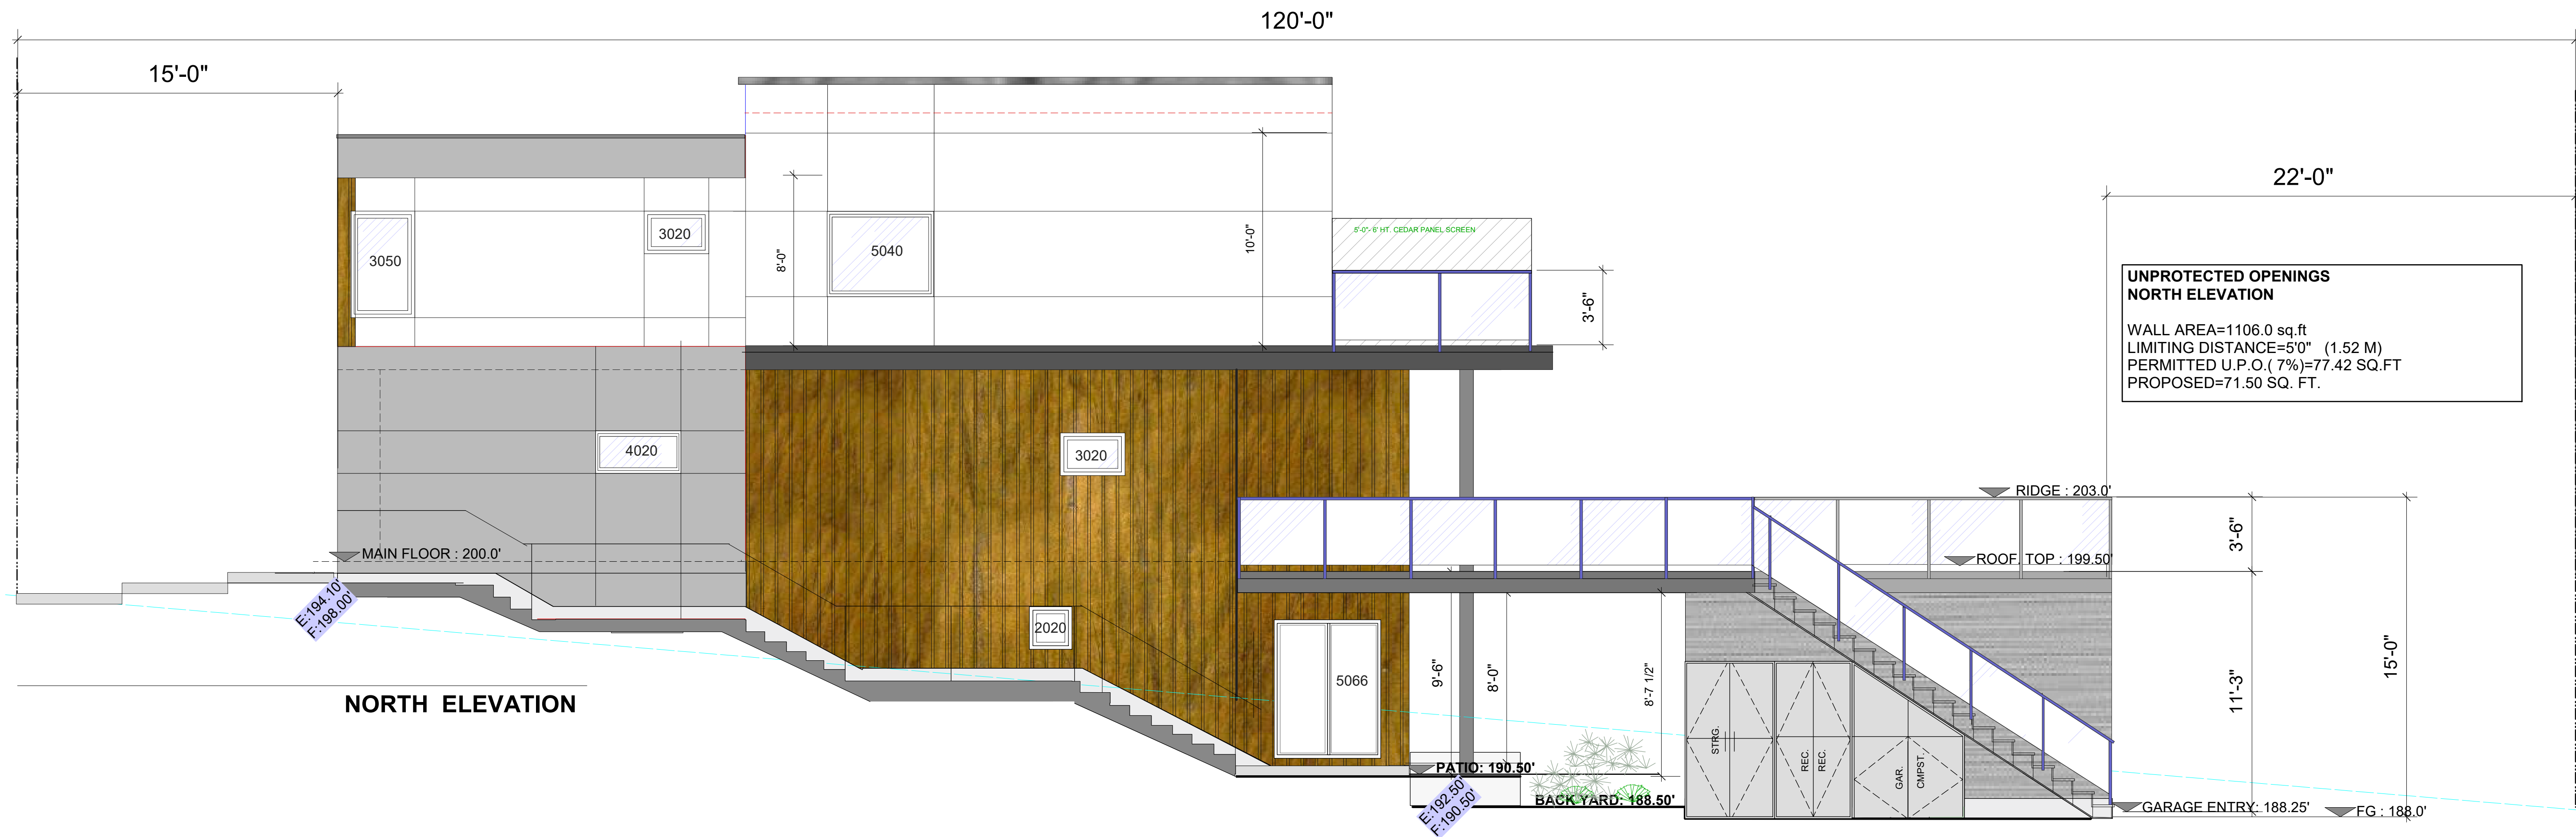 120'-0"
15'-0"
22'-0"
3050
3020
8'-0"
5040
10'-0"
5'-0"- 6' HT. CEDAR PANEL SCREEN
3'-6"
UNPROTECTED OPENINGS
NORTH ELEVATION
WALL AREA=1106.0 sq.ft
LIMITING DISTANCE=5'0" (1.52 M)
PERMITTED U.P.O.( 7%)=77.42 SQ.FT
PROPOSED=71.50 SQ. FT.
4020
3020
RIDGE : 203.0'
MAIN FLOOR : 200.0'
ROOF TOP : 199.50'
3'-6"
E:194.10'
F:198.00'
2020
5066
9'-6"
8'-0"
8'-7 1/2"
11'-3"
15'-0"
NORTH ELEVATION
STRG.
REC.
REC.
GAR.
CMPST.
PATIO: 190.50'
E:192.50'
F:190.50'
BACK YARD: 188.50'
GARAGE ENTRY: 188.25'
FG : 188.0'